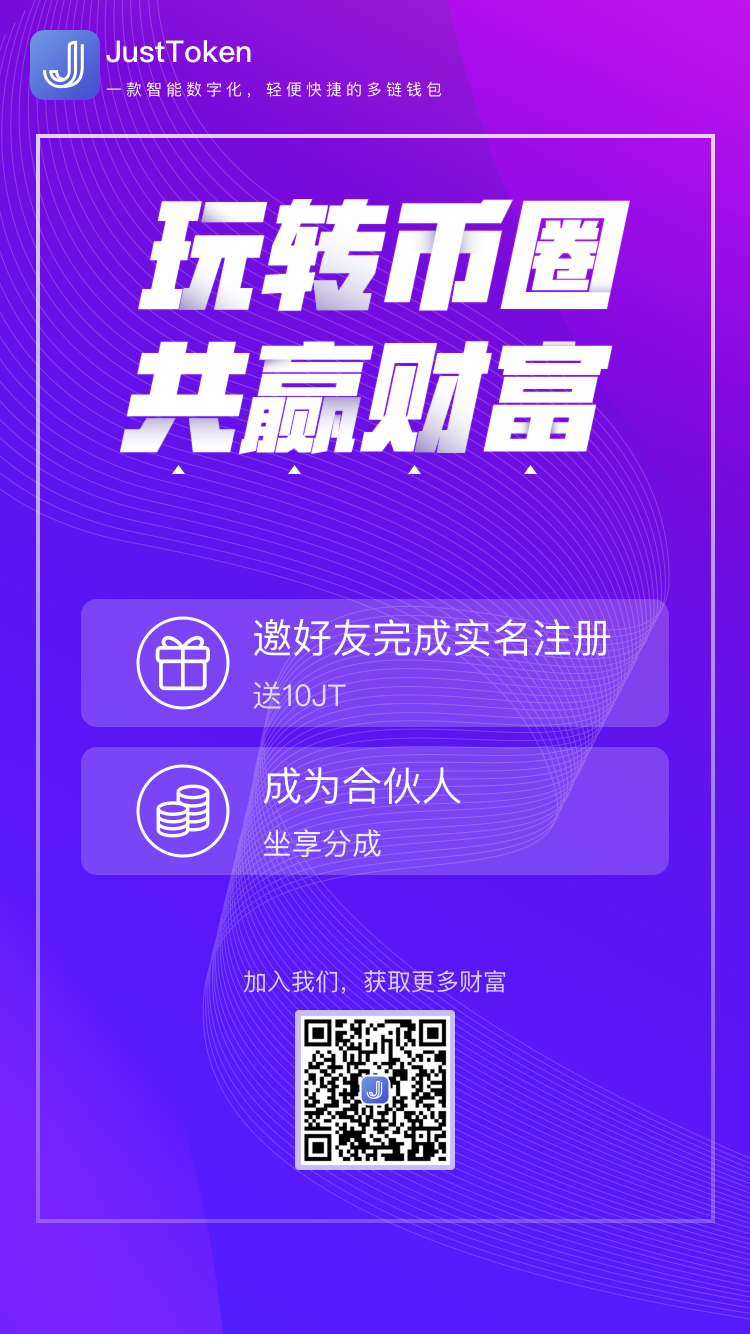 JustToken
一款智能数字化，轻便快捷的多链钱包
玩转币圈
共赢财富
邀好友完成实名注册
送10JT
成为合伙人
坐享分成
加入我们，获取更多财富